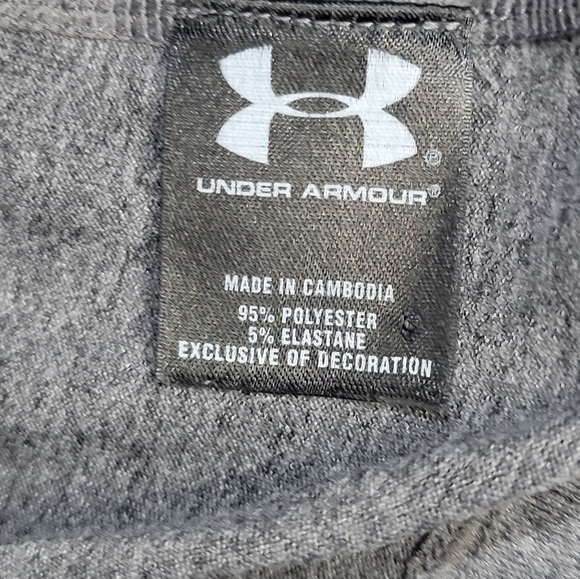 UNDER ARMOUR®
MADE IN CAMBODIA
95% POLYESTER
5% ELASTANE
EXCLUSIVE OF DECORATION